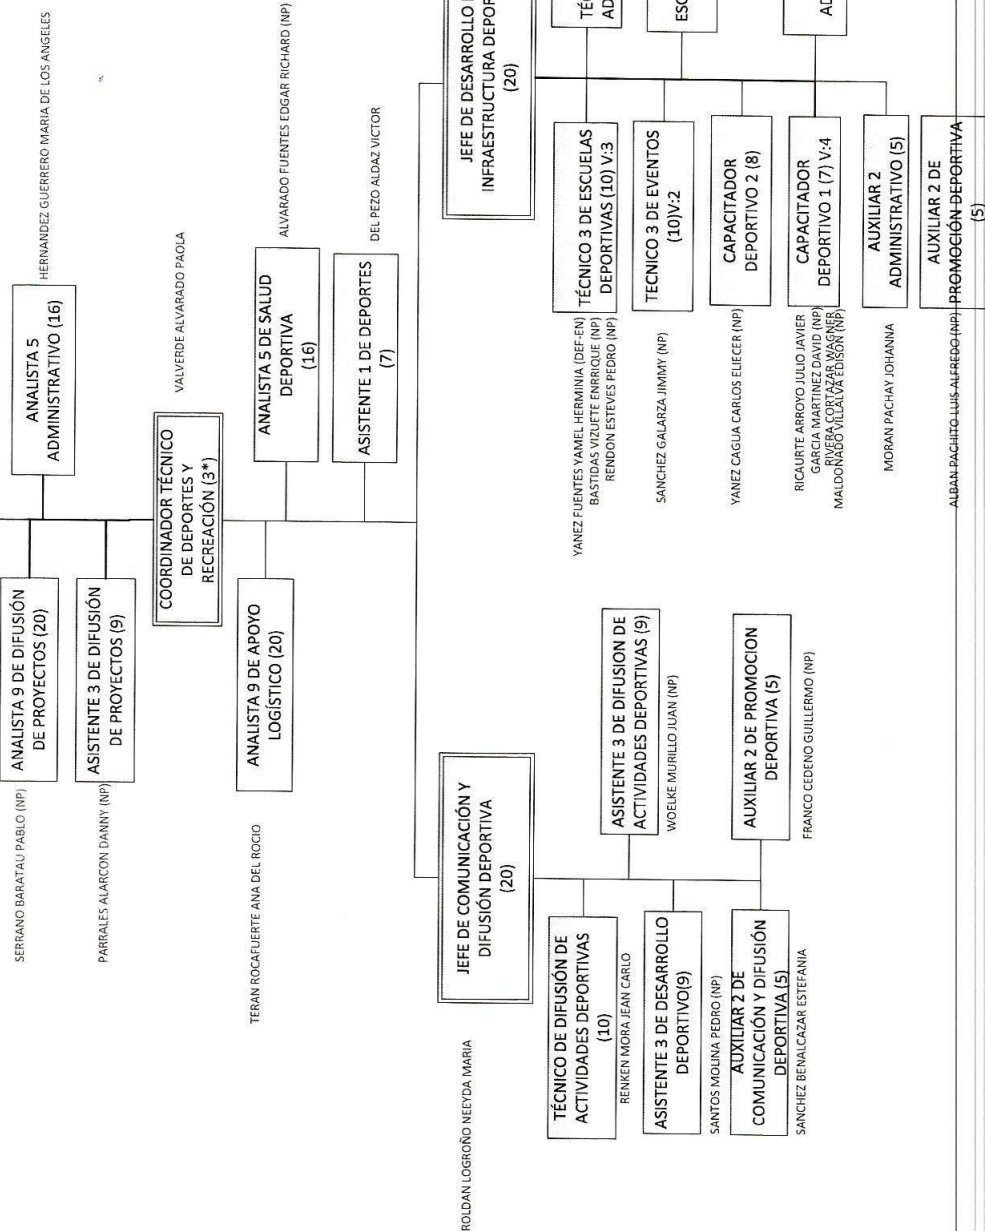 ANALISTA 5
ADMINISTRATIVO (16)
HERNANDEZ GUERRERO MARIA DE LOS ANGELES
SERRANO BARATAU PABLO (NP)
ANALISTA 9 DE DIFUSIÓN
DE PROYECTOS (20)
PARRALES ALARCON DANNY (NP)
ASISTENTE 3 DE DIFUSIÓN
DE PROYECTOS (9)
COORDINADOR TÉCNICO
DE DEPORTES Y
RECREACIÓN (3*)
VALVERDE ALVARADO PAOLA
TERAN ROCAFUERTE ANA DEL ROCIO
ANALISTA 9 DE APOYO
LOGÍSTICO (20)
ANALISTA 5 DE SALUD
DEPORTIVA
(16)
ALVARADO FUENTES EDGAR RICHARD (NP)
ASISTENTE 1 DE DEPORTES
(7)
DEL PEZO ALDAZ VICTOR
ROLDAN LOGROÑO NEEYDA MARIA
JEFE DE COMUNICACIÓN Y
DIFUSIÓN DEPORTIVA
(20)
TÉCNICO DE DIFUSIÓN DE
ACTIVIDADES DEPORTIVAS
(10)
RENKEN MORA JEAN CARLO
ASISTENTE 3 DE DESARROLLO
DEPORTIVO(9)
SANTOS MOLINA PEDRO (NP)
AUXILIAR 2 DE
COMUNICACIÓN Y DIFUSIÓN
DEPORTIVA (5)
SANCHEZ BENALCAZAR ESTEFANIA
ASISTENTE 3 DE DIFUSION DE
ACTIVIDADES DEPORTIVAS (9)
WOELKE MURILLO JUAN (NP)
AUXILIAR 2 DE PROMOCION
DEPORTIVA (5)
FRANCO CEDENO GUILLERMO (NP)
JEFE DE DESARROLLO
INFRAESTRUCTURA DEPOR
(20)
TÉCNICO 3 DE ESCUELAS
DEPORTIVAS (10) V:3
YANEZ FUENTES YAMEL HERMINIA (DEF-EN)
BASTIDAS VIZUETE ENRRIQUE (NP)
RENDON ESTEVES PEDRO (NP)
TECNICO 3 DE EVENTOS
(10)V:2
SANCHEZ GALARZA JIMMY (NP)
CAPACITADOR
DEPORTIVO 2 (8)
YANEZ CAGUA CARLOS ELIECER (NP)
CAPACITADOR
DEPORTIVO 1 (7) V:4
RICAURTE ARROYO JULIO JAVIER
GARCIA MARTINEZ DAVID (NP)
RIVERA CORTAZAR WAGNER
MALDONADO VILLALVA EDISON (NP)
AUXILIAR 2
ADMINISTRATIVO (5)
MORAN PACHAY JOHANNA
AUXILIAR 2 DE
PROMOCIÓN DEPORTIVA
(5)
ALBAN PACHITO LUIS ALFREDO (NP)
TÉC
AD
ESC
AD